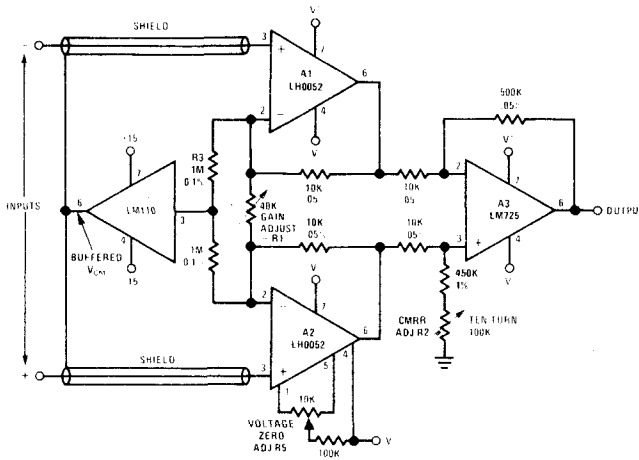 SHIELD
V⁺
7
3
+
A1
LH0052
6
2
−
4
V⁻
500K
.05%
+15
7
R3
1M
0.1%
10K
.05
10K
.05
2
V⁺
7
A3
LM725
6
OUTPUT
INPUTS
6
LM110
3
40K
GAIN
ADJUST
R1
10K
.05%
10K
.05
3
+
4
V⁻
4
15
BUFFERED
1M
0.1%
450K
1%
2
−
V⁺
7
A2
LH0052
6
4
CMRR
ADJ R2
TEN TURN
100K
SHIELD
3
+
1
5
10K
VOLTAGE
ZERO
ADJ R5
100K
V
+